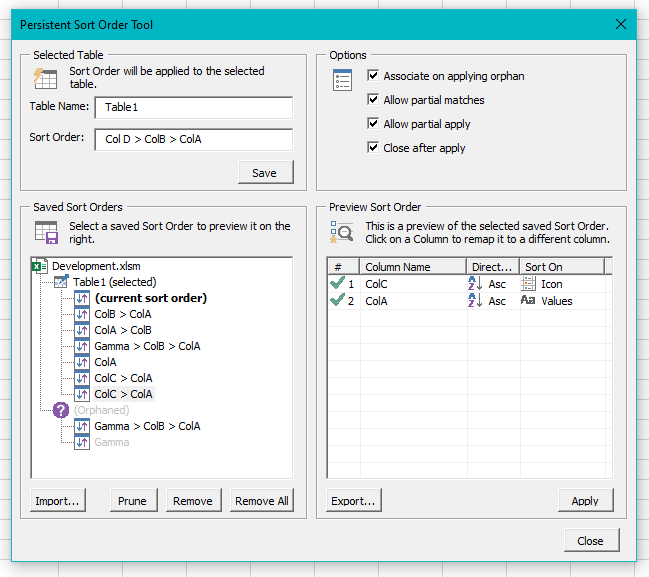 Persistent Sort Order Tool
Selected Table
Sort Order will be applied to the selected
table.
Table Name: Table1
Sort Order: Col D > ColB > ColA
Save
Options
Associate on applying orphan
Allow partial matches
Allow partial apply
Close after apply
Saved Sort Orders
Select a saved Sort Order to preview it on the
right.
Development.xlsm
Table1 (selected)
(current sort order)
ColB > ColA
ColA > ColB
Gamma > ColB > ColA
ColA
ColC > ColA
ColC > ColA
(Orphaned)
Gamma > ColB > ColA
Gamma
Import... Prune Remove Remove All
Preview Sort Order
This is a preview of the selected saved Sort Order.
Click on a Column to remap it to a different column.
# Column Name Direct... Sort On
1 ColC Asc Icon
2 ColA Asc Values
Export... Apply
Close